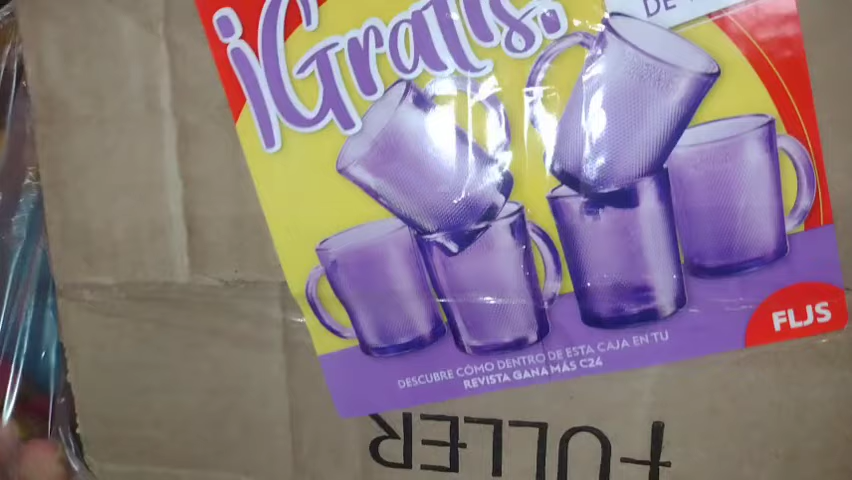 ¡Gratis!
DE
FLJS
DESCUBRE CÓMO DENTRO DE ESTA CAJA EN TU
REVISTA GANA MÁS C24
FULLER